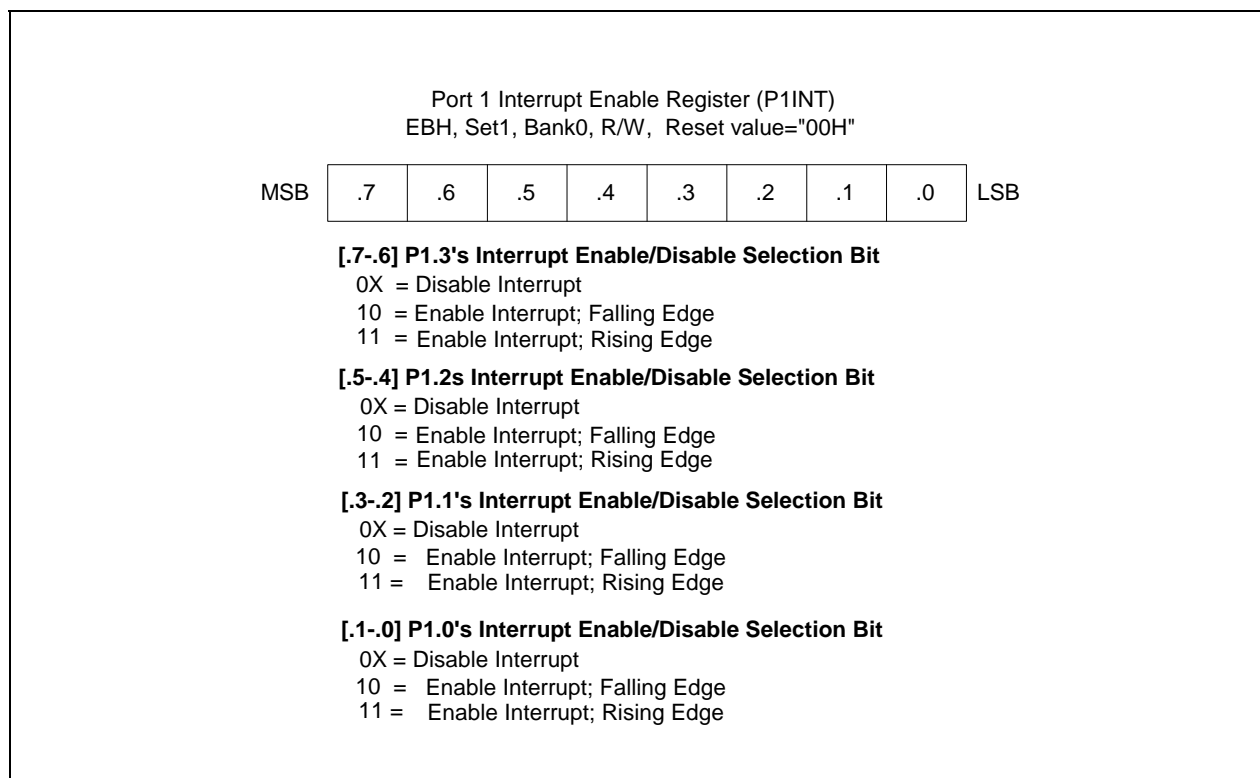 Port 1 Interrupt Enable Register (P1INT)
EBH, Set1, Bank0, R/W, Reset value="00H"
MSB .7 .6 .5 .4 .3 .2 .1 .0 LSB
[.7-.6] P1.3's Interrupt Enable/Disable Selection Bit
0X = Disable Interrupt
10 = Enable Interrupt; Falling Edge
11 = Enable Interrupt; Rising Edge
[.5-.4] P1.2s Interrupt Enable/Disable Selection Bit
0X = Disable Interrupt
10 = Enable Interrupt; Falling Edge
11 = Enable Interrupt; Rising Edge
[.3-.2] P1.1's Interrupt Enable/Disable Selection Bit
0X = Disable Interrupt
10 = Enable Interrupt; Falling Edge
11 = Enable Interrupt; Rising Edge
[.1-.0] P1.0's Interrupt Enable/Disable Selection Bit
0X = Disable Interrupt
10 = Enable Interrupt; Falling Edge
11 = Enable Interrupt; Rising Edge